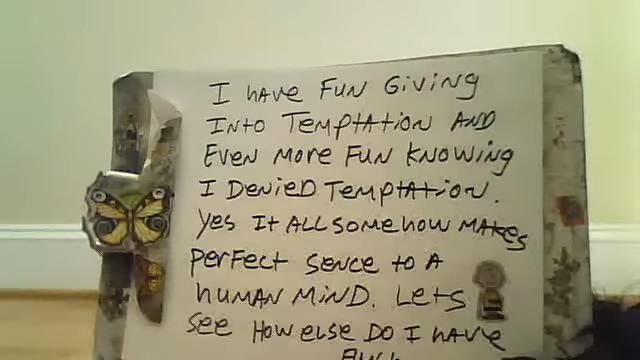 I HAVE FUN GIVING
INTO TEMPTATION AND
EVEN MORE FUN KNOWING
I DENIED TEMPTATION.
YES IT ALL SOMEHOW MAKES
PERFECT SENCE TO A
HUMAN MIND. LETS
SEE HOW ELSE DO I HAVE